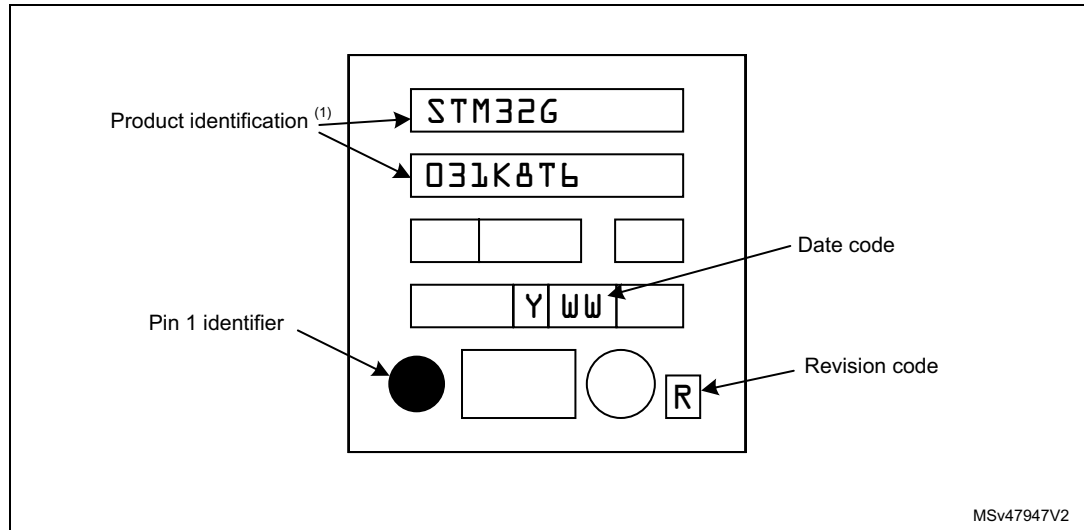 STM32G
Product identification (1)
031K8T6
Date code
Y WW
Pin 1 identifier
Revision code
R
MSv47947V2